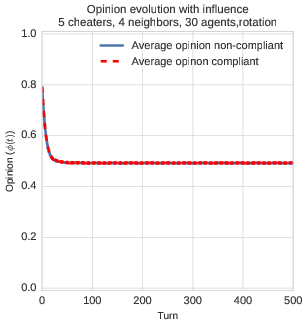 Opinion evolution with influence
5 cheaters, 4 neighbors, 30 agents,rotation
Average opinion non-compliant
Average opinon compliant
Opinion (ϕ(t))
1.0
0.8
0.6
0.4
0.2
0.0
0 100 200 300 400 500
Turn